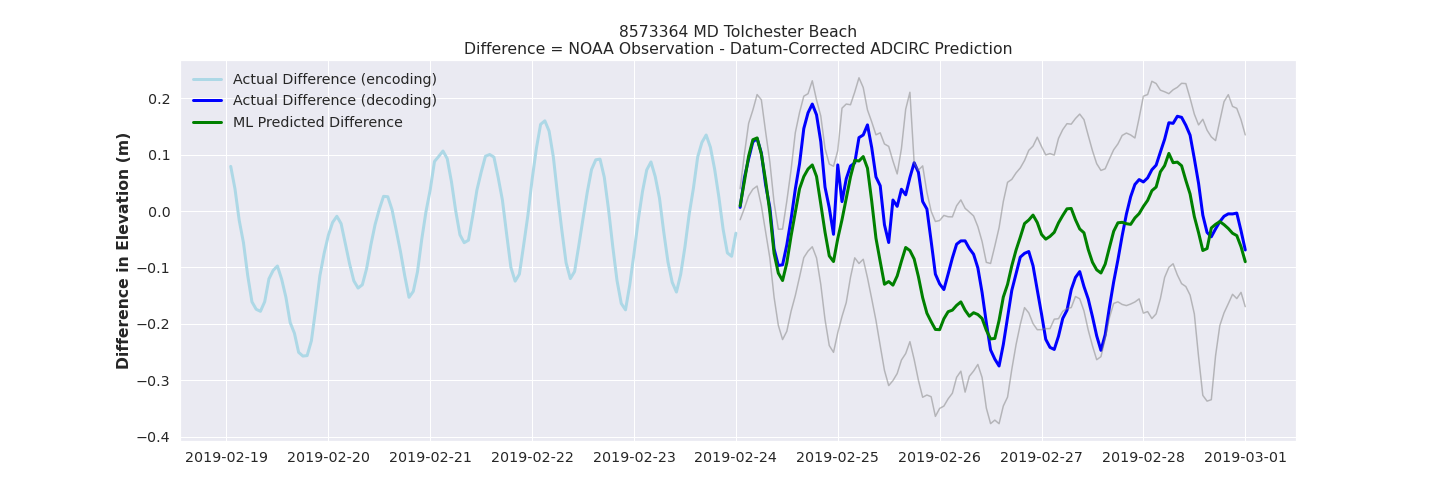 8573364 MD Tolchester Beach
Difference = NOAA Observation - Datum-Corrected ADCIRC Prediction
Actual Difference (encoding)
Actual Difference (decoding)
ML Predicted Difference
Difference in Elevation (m)
0.2
0.1
0.0
−0.1
−0.2
−0.3
−0.4
2019-02-19 2019-02-20 2019-02-21 2019-02-22 2019-02-23 2019-02-24 2019-02-25 2019-02-26 2019-02-27 2019-02-28 2019-03-01